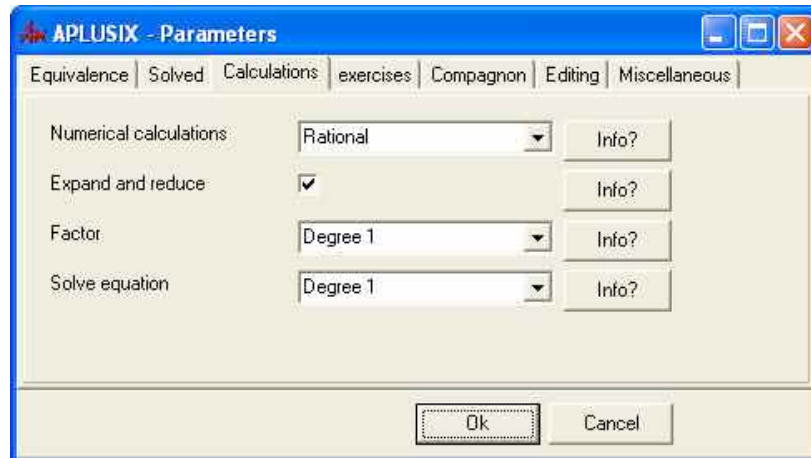 APLUSIX - Parameters
Equivalence Solved Calculations exercises Compagnon Editing Miscellaneous
Numerical calculations Rational Info?
Expand and reduce Info?
Factor Degree 1 Info?
Solve equation Degree 1 Info?
Ok Cancel